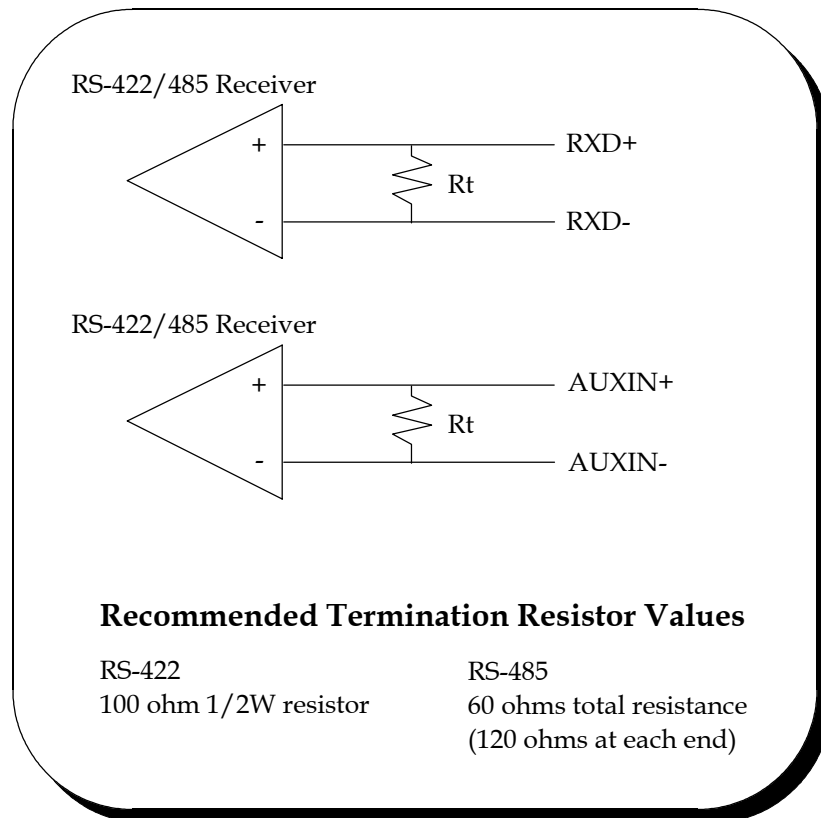 RS-422/485 Receiver
+ RXD+
Rt
- RXD-
RS-422/485 Receiver
+ AUXIN+
Rt
- AUXIN-
Recommended Termination Resistor Values
RS-422
100 ohm 1/2W resistor
RS-485
60 ohms total resistance
(120 ohms at each end)